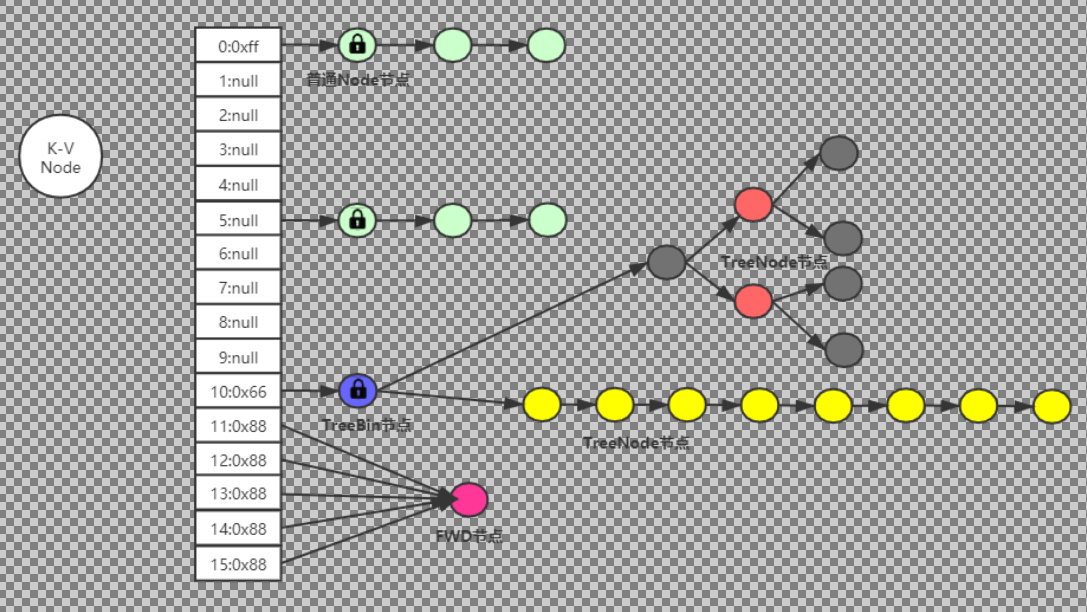 K-V
Node
0:0xff
1:null
2:null
3:null
4:null
5:null
6:null
7:null
8:null
9:null
10:0x66
11:0x88
12:0x88
13:0x88
14:0x88
15:0x88
普通Node节点
TreeNode节点
TreeBin节点
TreeNode节点
FWD节点